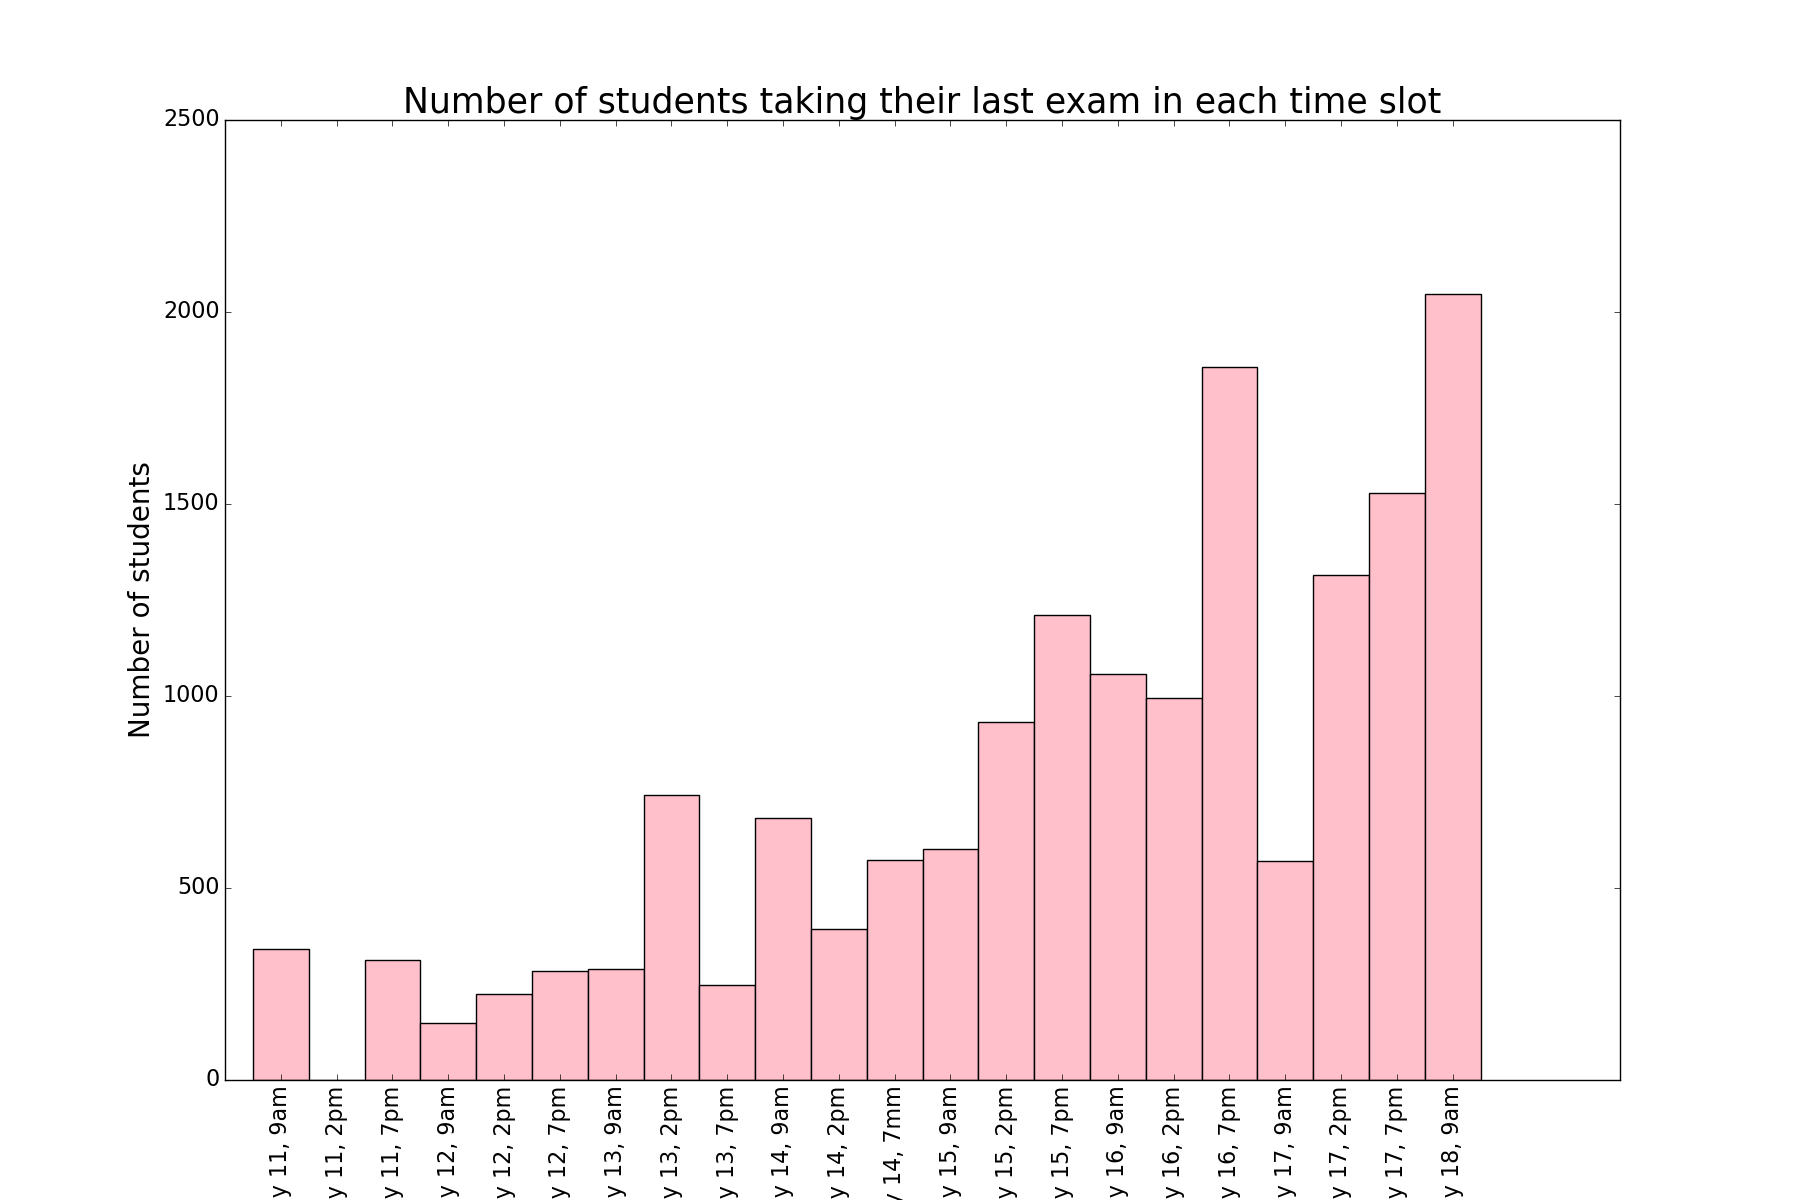 Number of students taking their last exam in each time slot
2500
2000
1500
1000
500
0
Number of students
y 11, 9am
y 11, 2pm
y 11, 7pm
y 12, 9am
y 12, 2pm
y 12, 7pm
y 13, 9am
y 13, 2pm
y 13, 7pm
y 14, 9am
y 14, 2pm
y 14, 7mm
y 15, 9am
y 15, 2pm
y 15, 7pm
y 16, 9am
y 16, 2pm
y 16, 7pm
y 17, 9am
y 17, 2pm
y 17, 7pm
y 18, 9am